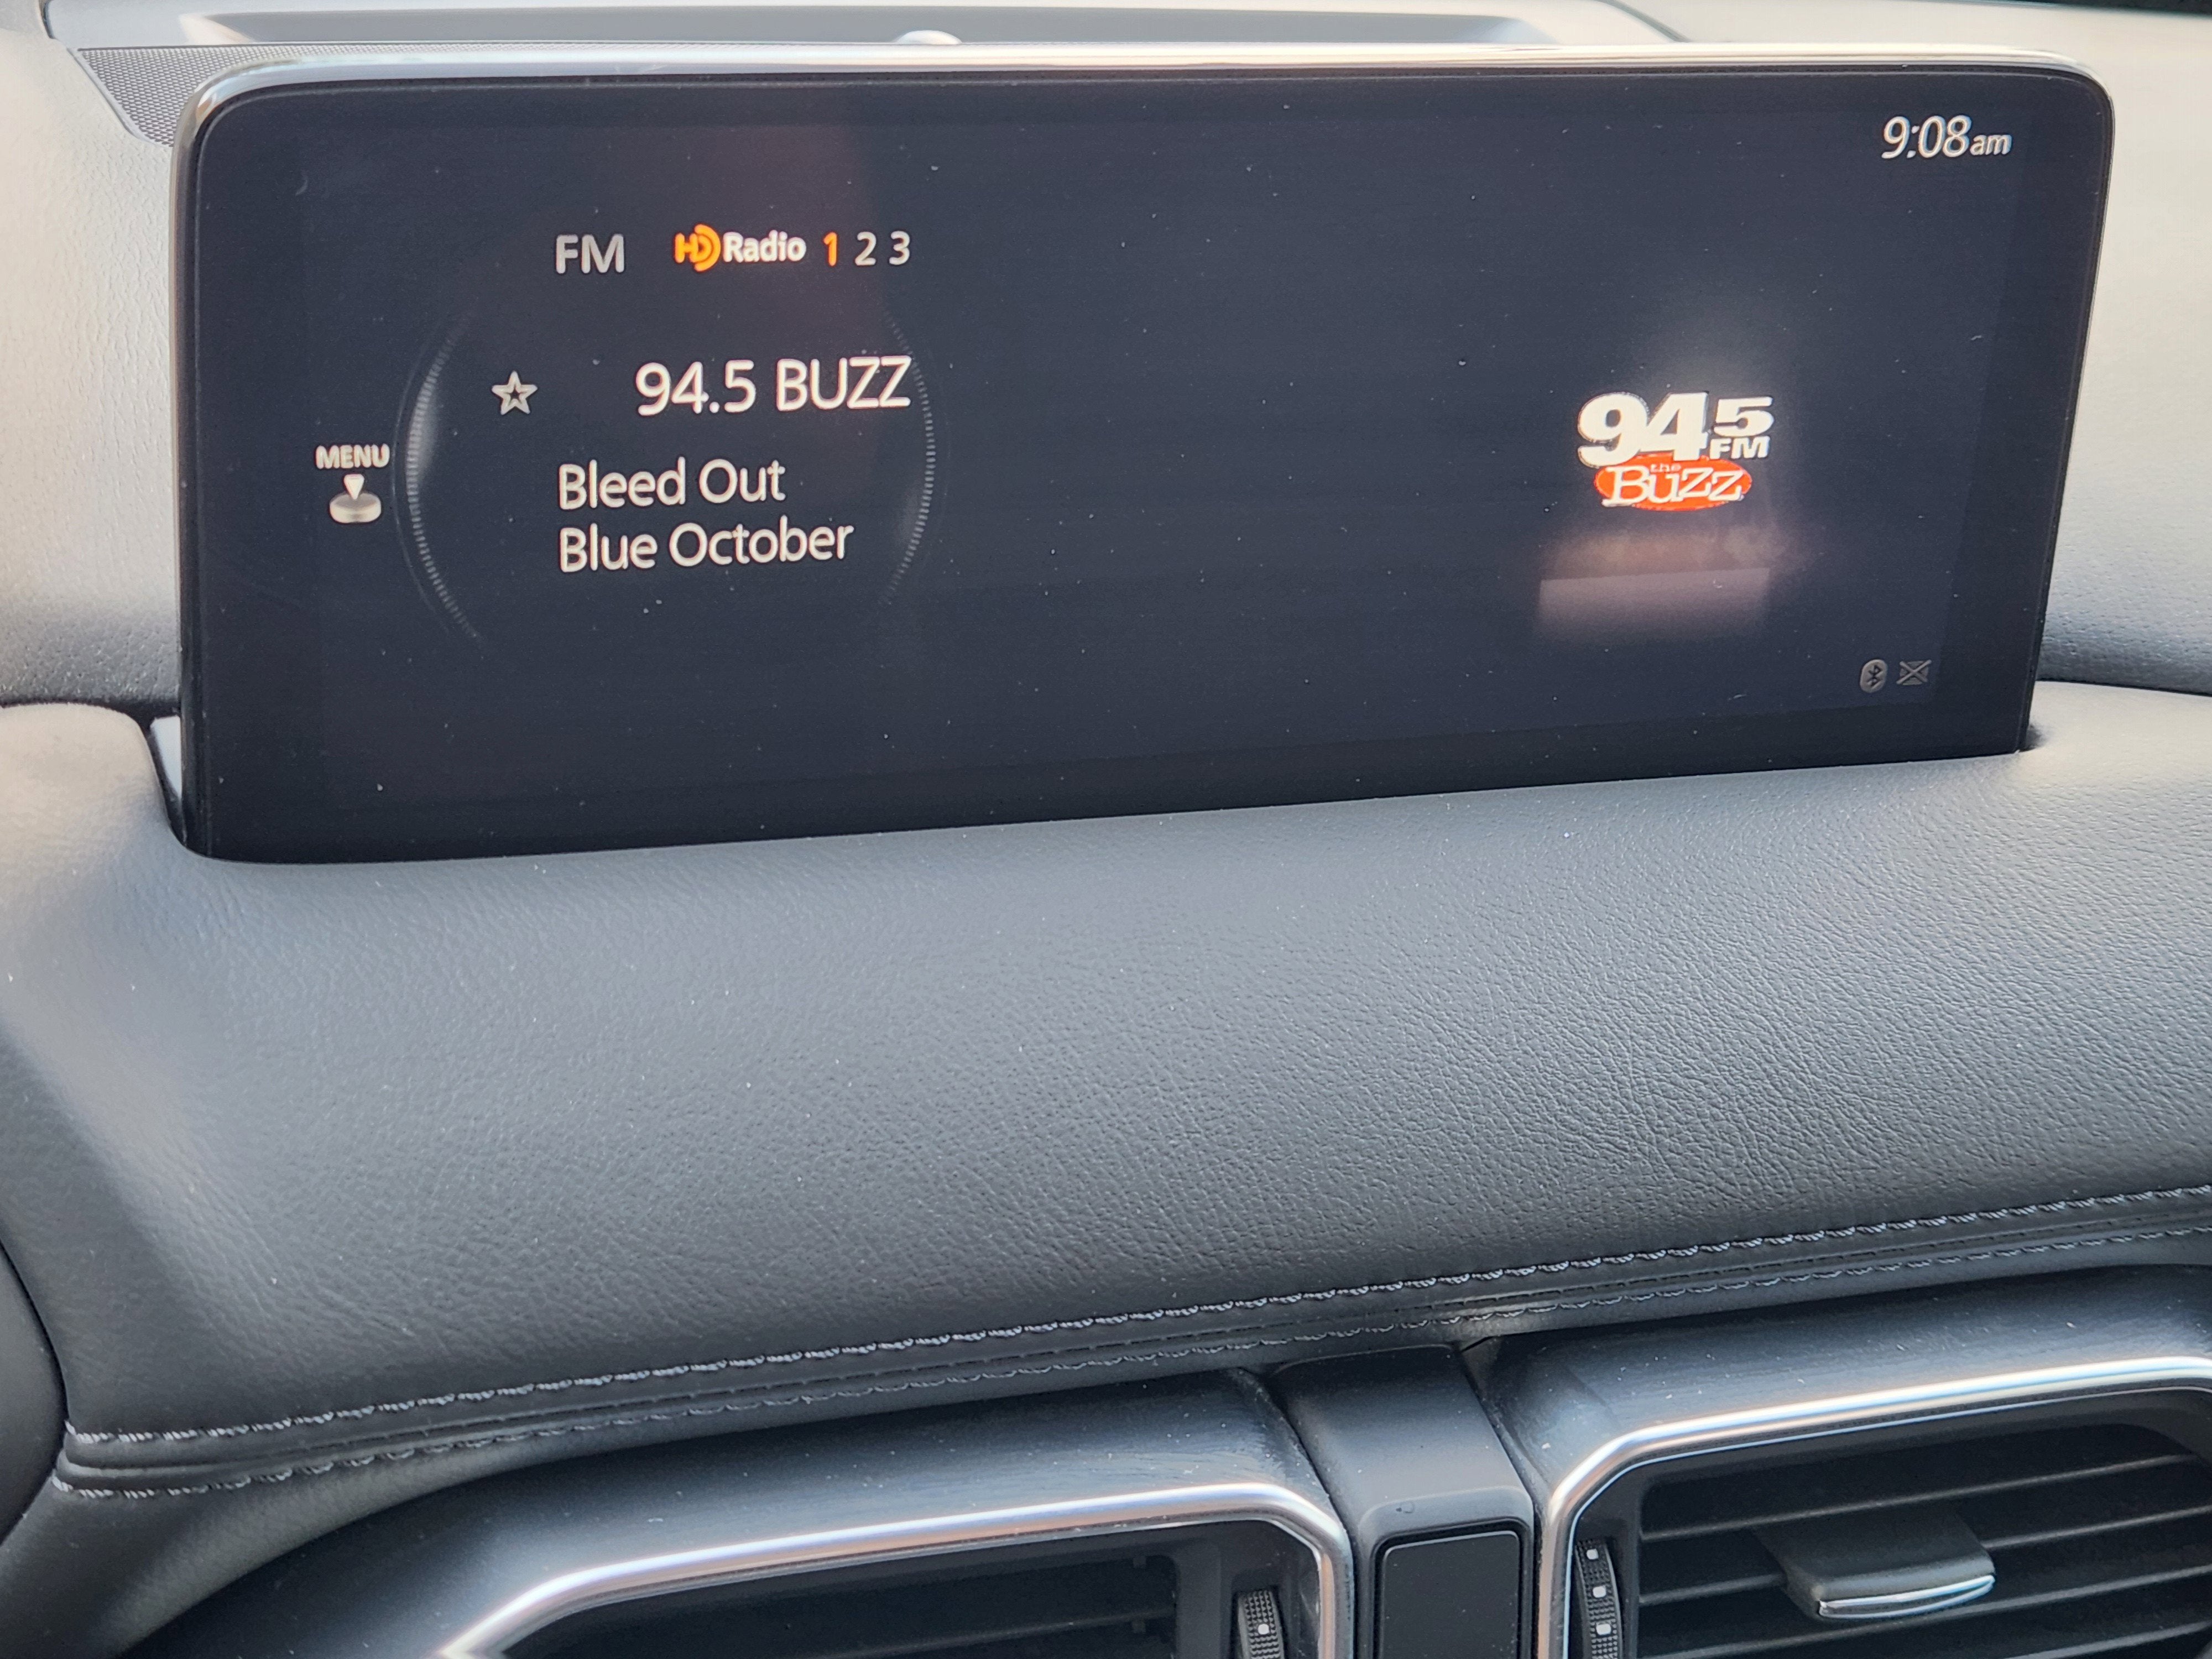 9:08am
FM HD Radio 1 2 3
94.5 BUZZ
MENU
Bleed Out
Blue October
94 5
FM
the
Buzz